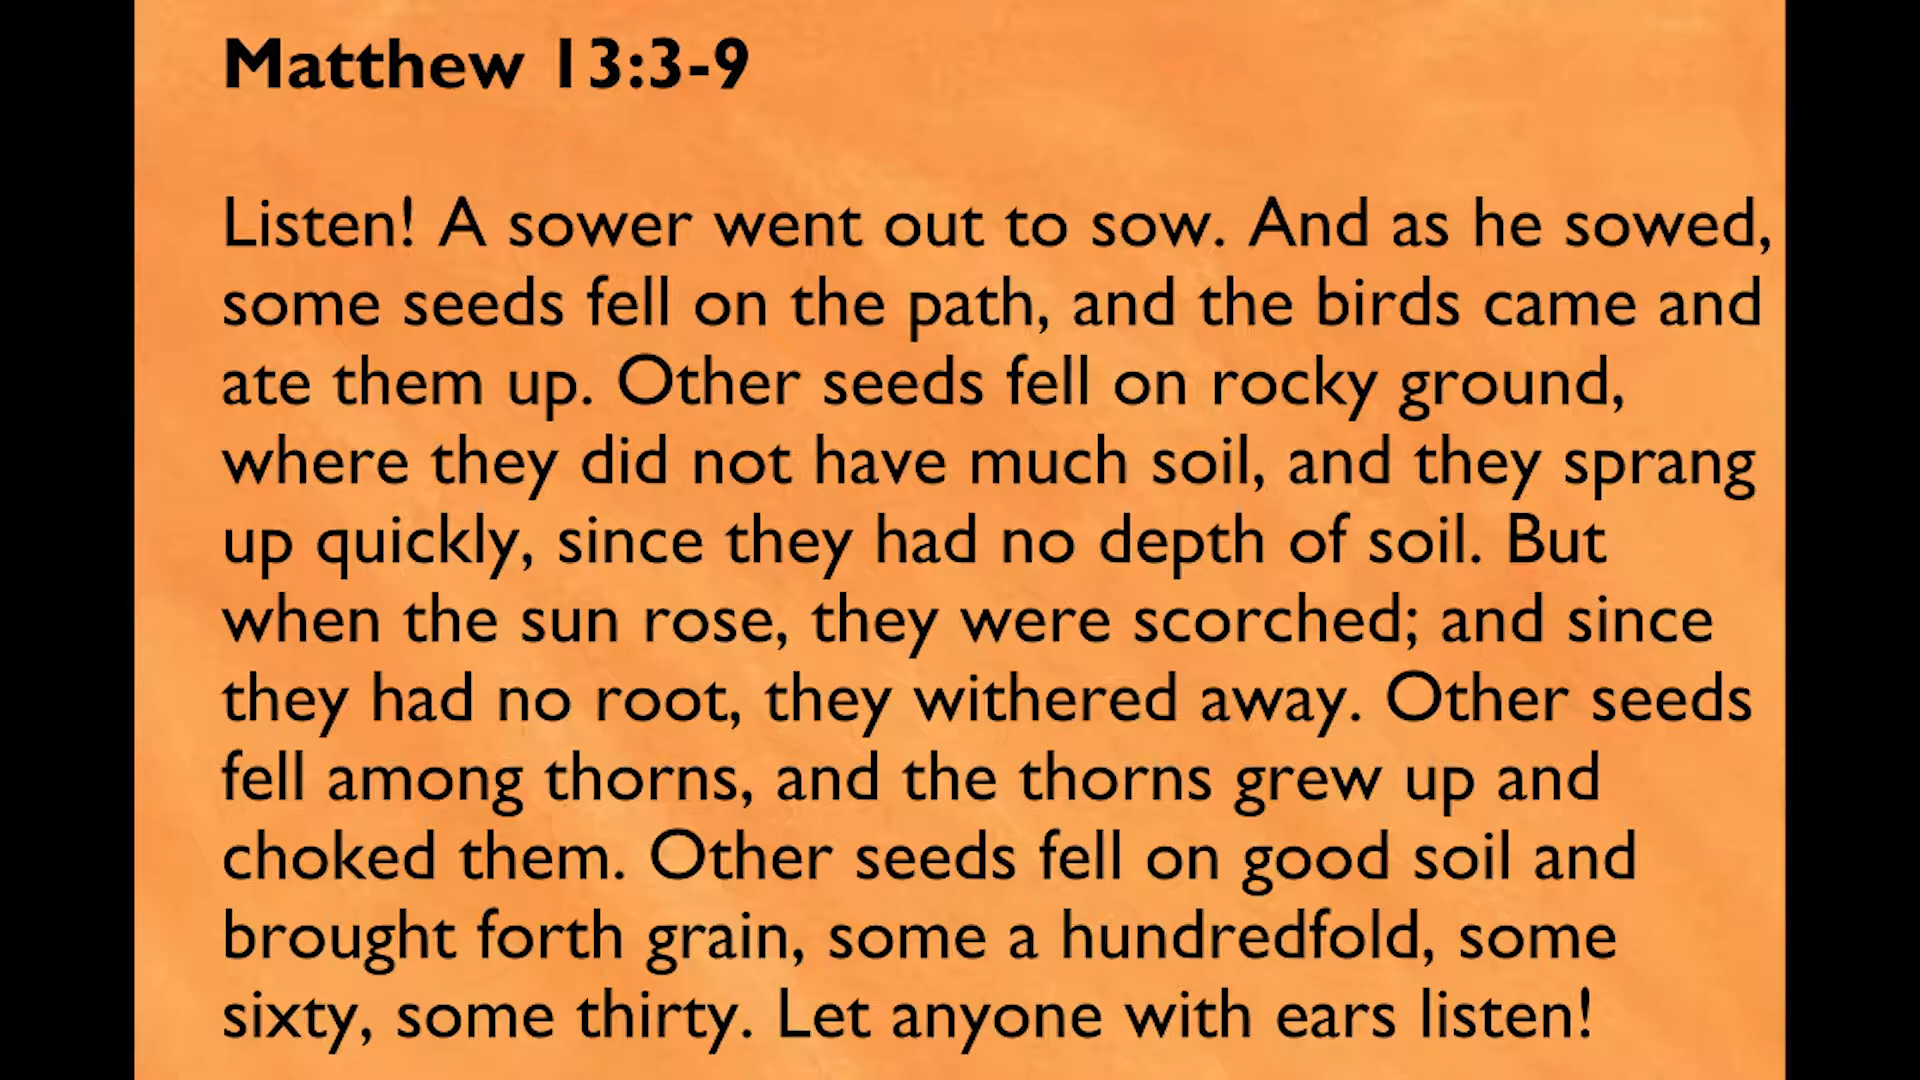 Matthew 13:3-9
Listen! A sower went out to sow. And as he sowed,
some seeds fell on the path, and the birds came and
ate them up. Other seeds fell on rocky ground,
where they did not have much soil, and they sprang
up quickly, since they had no depth of soil. But
when the sun rose, they were scorched; and since
they had no root, they withered away. Other seeds
fell among thorns, and the thorns grew up and
choked them. Other seeds fell on good soil and
brought forth grain, some a hundredfold, some
sixty, some thirty. Let anyone with ears listen!